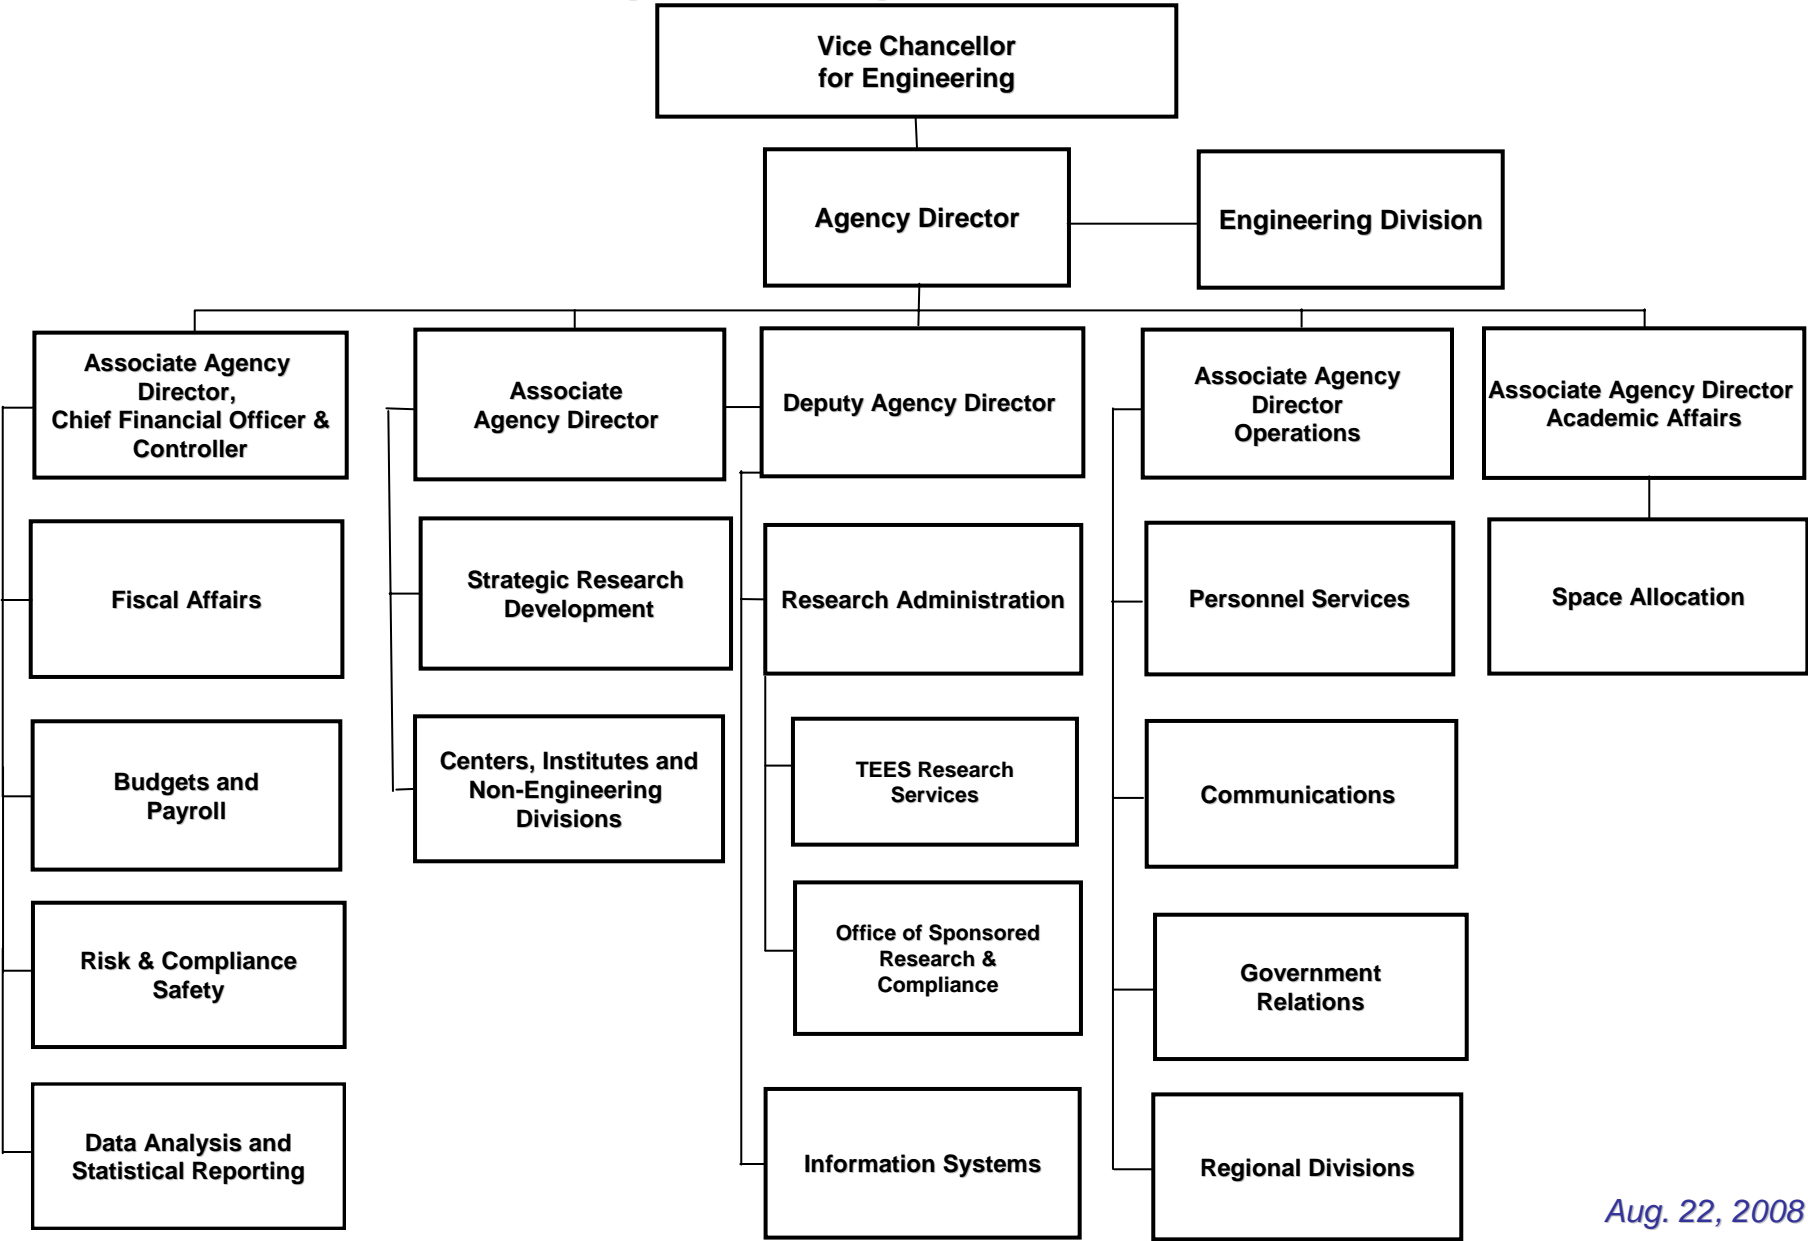 Vice Chancellor
for Engineering
Agency Director
Engineering Division
Associate Agency
Director,
Chief Financial Officer &
Controller
Associate
Agency Director
Deputy Agency Director
Associate Agency
Director
Operations
Associate Agency Director
Academic Affairs
Fiscal Affairs
Strategic Research
Development
Research Administration
Personnel Services
Space Allocation
Budgets and
Payroll
Centers, Institutes and
Non-Engineering
Divisions
TEES Research
Services
Communications
Risk & Compliance
Safety
Office of Sponsored
Research &
Compliance
Government
Relations
Data Analysis and
Statistical Reporting
Information Systems
Regional Divisions
Aug. 22, 2008